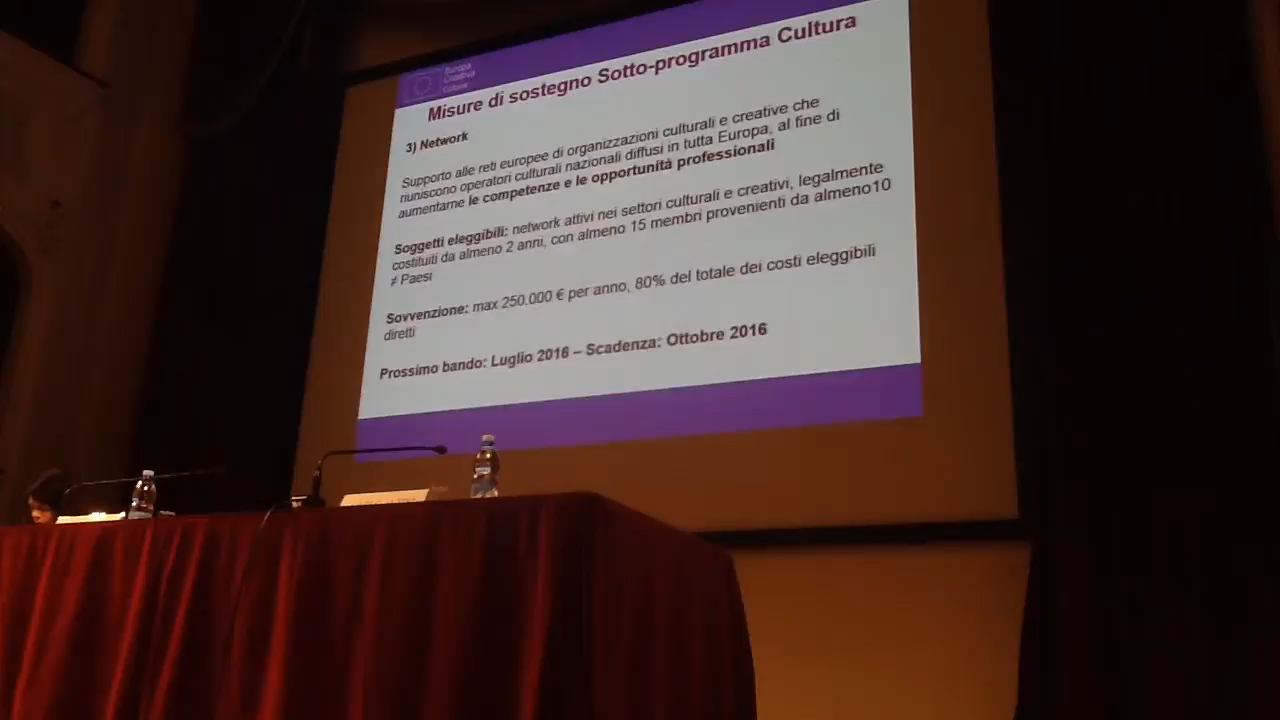 Europa
Creativa
Cultura
Misure di sostegno Sotto-programma Cultura
3) Network
Supporto alle reti europee di organizzazioni culturali e creative che
riuniscono operatori culturali nazionali diffusi in tutta Europa, al fine di
aumentarne le competenze e le opportunità professionali
Soggetti eleggibili: network attivi nei settori culturali e creativi, legalmente
costituiti da almeno 2 anni, con almeno 15 membri provenienti da almeno10
≠ Paesi
Sovvenzione: max 250.000 € per anno, 80% del totale dei costi eleggibili
diretti
Prossimo bando: Luglio 2016 – Scadenza: Ottobre 2016